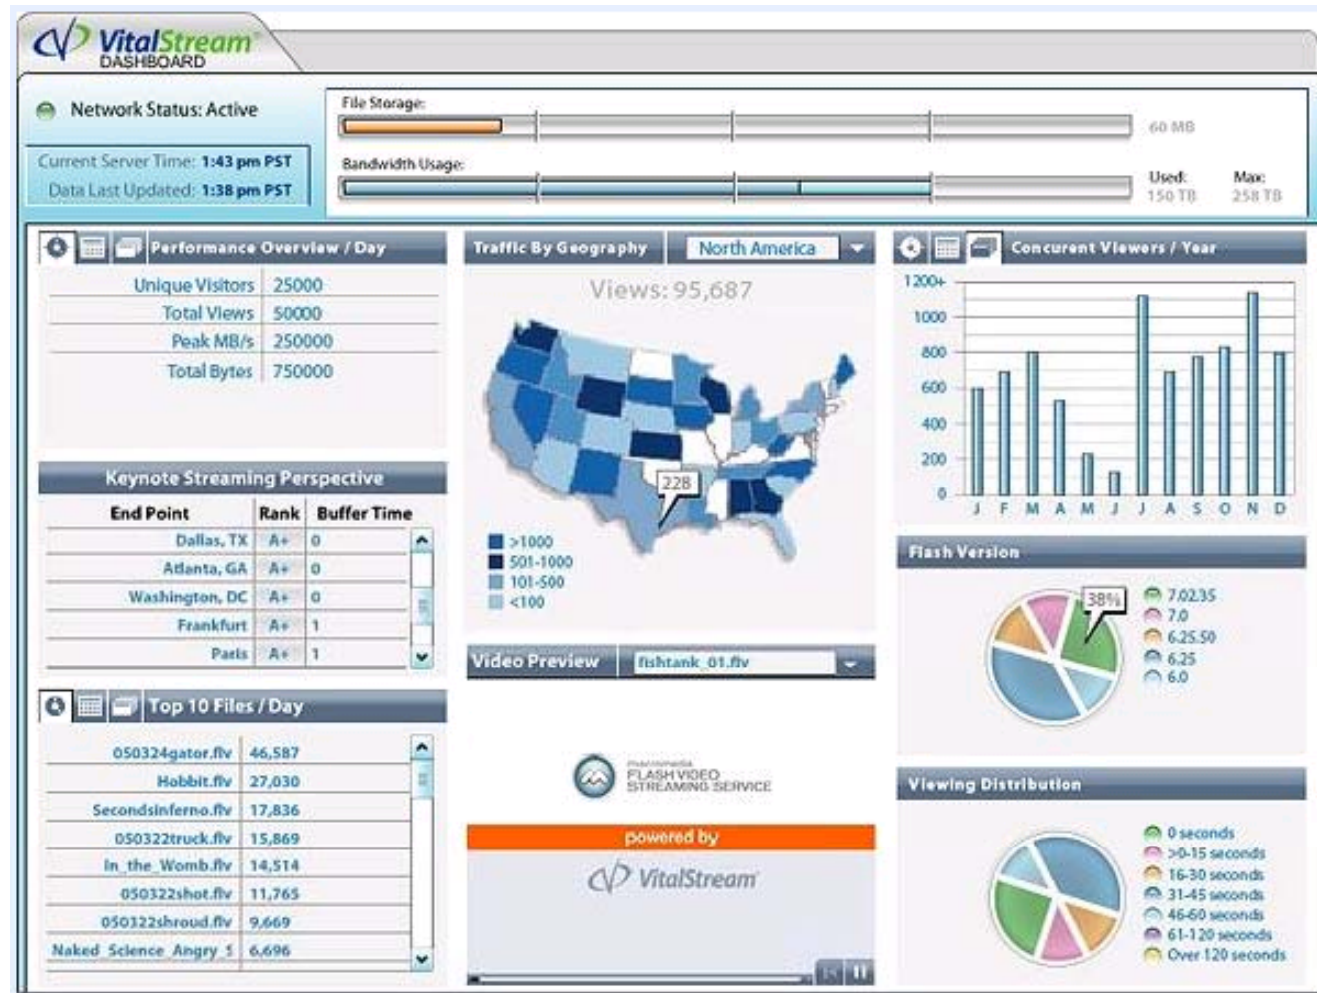 VitalStream
DASHBOARD
Network Status: Active
Current Server Time: 1:43 pm PST
Data Last Updated: 1:38 pm PST
File Storage:
60 MB
Bandwidth Usage:
Used: Max:
150 TB 258 TB
Performance Overview / Day
Unique Visitors 25000
Total Views 50000
Peak MB/s 250000
Total Bytes 750000
Keynote Streaming Perspective
End Point Rank Buffer Time
Dallas, TX A+ 0
Atlanta, GA A+ 0
Washington, DC A+ 0
Frankfurt A+ 1
Paris A+ 1
Top 10 Files / Day
050324gator.flv 46,587
Hobbit.flv 27,030
Secondsinferno.flv 17,836
050322truck.flv 15,869
In_the_Womb.flv 14,514
050322shot.flv 11,765
050322shroud.flv 9,669
Naked_Science_Angry_S 6,696
Traffic By Geography North America
Views: 95,687
228
>1000
501-1000
101-500
<100
Video Preview fishtank_01.flv
macromedia
FLASH VIDEO
STREAMING SERVICE
powered by
VitalStream
Concurent Viewers / Year
1200+
1000
800
600
400
200
0
J F M A M J J A S O N D
Flash Version
38%
7.02.35
7.0
6.25.50
6.25
6.0
Viewing Distribution
0 seconds
>0-15 seconds
16-30 seconds
31-45 seconds
46-60 seconds
61-120 seconds
Over 120 seconds